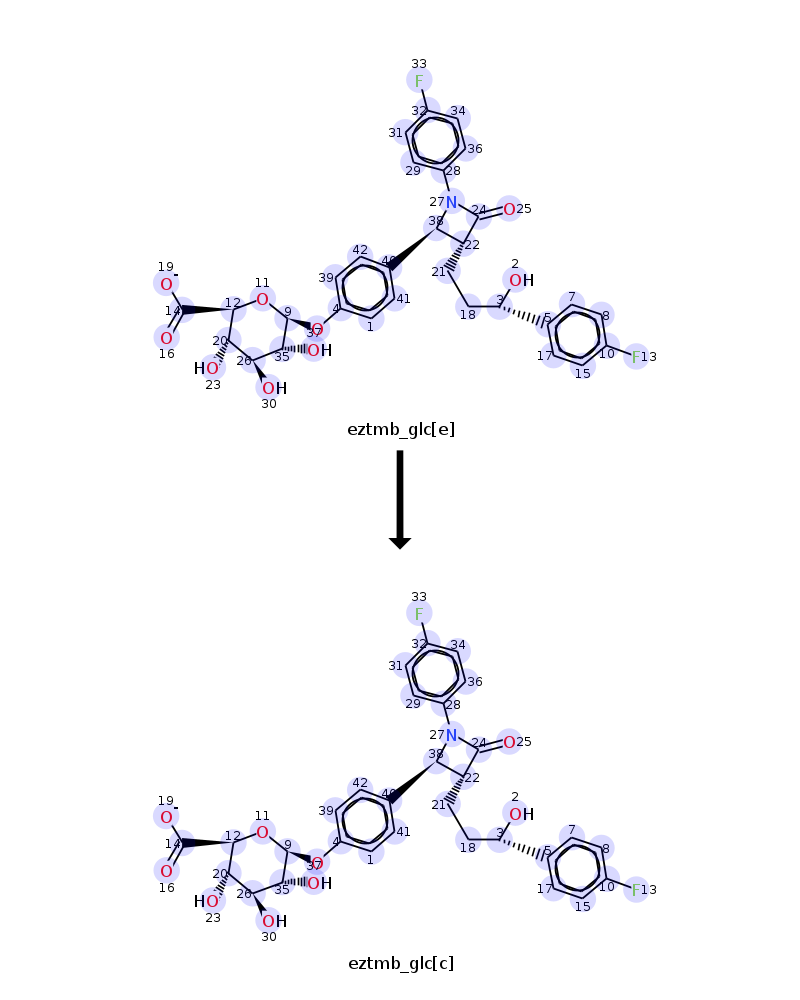 33
F
32 34
31
36
29 28
27 N 24 O 25
38
22
42 40
21
2
OH
19
O-
11
O
39
12 9
14
4
41
18
3
7
8
5
37
O
1
16
O
20
35 OH
26
HO
23
OH
30
17
10
F 13
15
eztmb_glc[e]
33
F
32 34
31
36
29 28
27 N 24 O 25
38
22
42 40
21
2
OH
19
O-
11
O
39
12 9
14
4
41
18
3
7
8
5
37
O
1
16
O
20
35 OH
26
HO
23
OH
30
17
10
F 13
15
eztmb_glc[c]